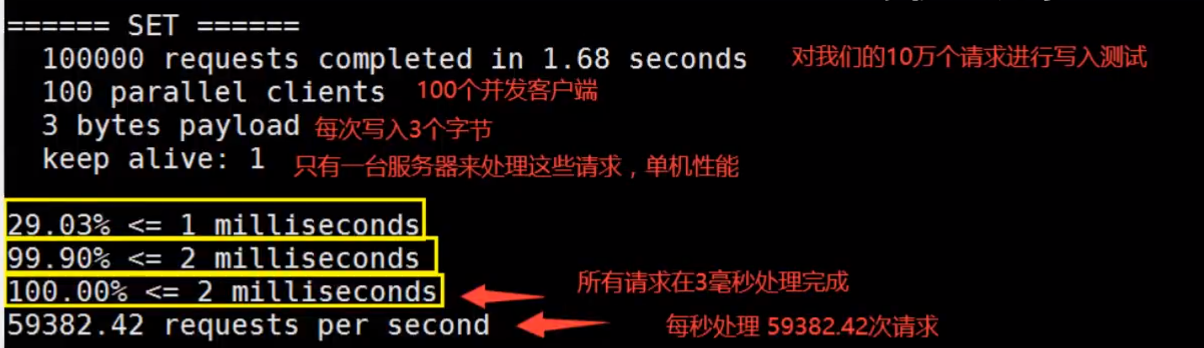 ====== SET ======
100000 requests completed in 1.68 seconds 对我们的10万个请求进行写入测试
100 parallel clients 100个并发客户端
3 bytes payload 每次写入3个字节
keep alive: 1 只有一台服务器来处理这些请求，单机性能
29.03% <= 1 milliseconds
99.90% <= 2 milliseconds
100.00% <= 2 milliseconds 所有请求在3毫秒处理完成
59382.42 requests per second 每秒处理 59382.42次请求